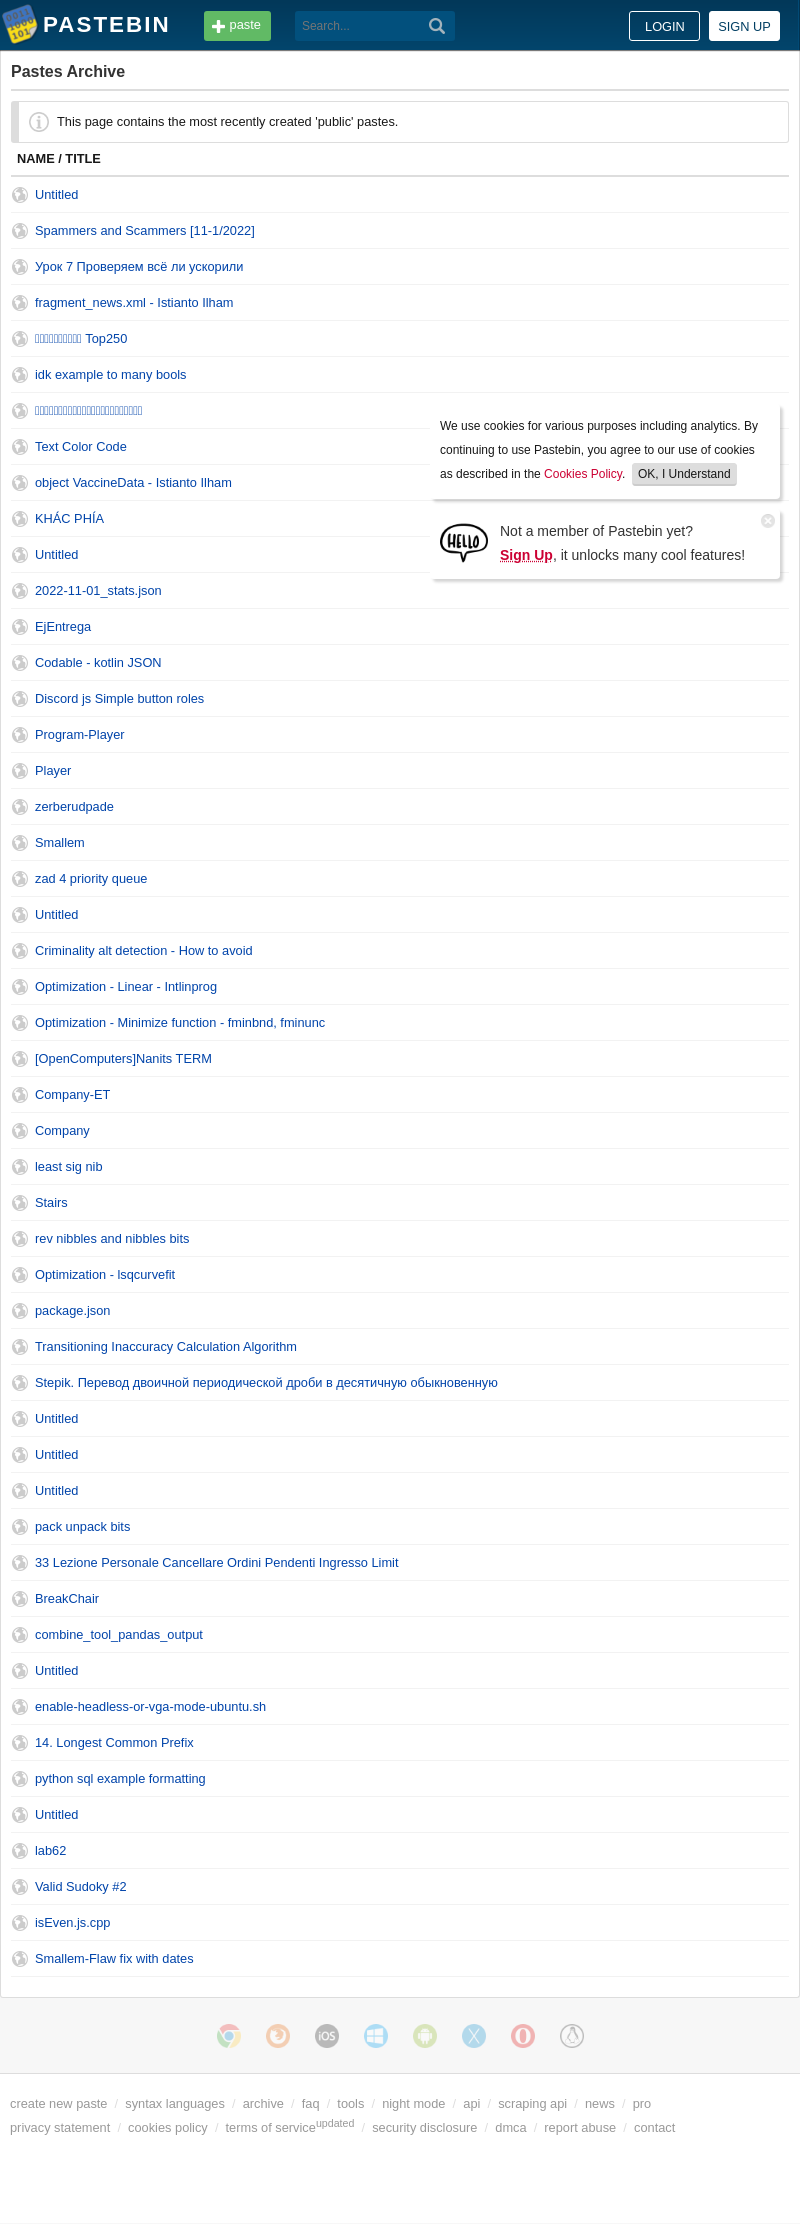 PASTEBIN
paste
Search...
LOGIN
SIGN UP
Pastes Archive
This page contains the most recently created 'public' pastes.
NAME / TITLE
Untitled
Spammers and Scammers [11-1/2022]
Урок 7 Проверяем всё ли ускорили
fragment_news.xml - Istianto Ilham
Top250
idk example to many bools
Text Color Code
object VaccineData - Istianto Ilham
KHÁC PHÍA
Untitled
2022-11-01_stats.json
EjEntrega
Codable - kotlin JSON
Discord js Simple button roles
Program-Player
Player
zerberudpade
Smallem
zad 4 priority queue
Untitled
Criminality alt detection - How to avoid
Optimization - Linear - Intlinprog
Optimization - Minimize function - fminbnd, fminunc
[OpenComputers]Nanits TERM
Company-ET
Company
least sig nib
Stairs
rev nibbles and nibbles bits
Optimization - lsqcurvefit
package.json
Transitioning Inaccuracy Calculation Algorithm
Stepik. Перевод двоичной периодической дроби в десятичную обыкновенную
Untitled
Untitled
Untitled
pack unpack bits
33 Lezione Personale Cancellare Ordini Pendenti Ingresso Limit
BreakChair
combine_tool_pandas_output
Untitled
enable-headless-or-vga-mode-ubuntu.sh
14. Longest Common Prefix
python sql example formatting
Untitled
lab62
Valid Sudoky #2
isEven.js.cpp
Smallem-Flaw fix with dates
We use cookies for various purposes including analytics. By
continuing to use Pastebin, you agree to our use of cookies
as described in the Cookies Policy. OK, I Understand
HELLO
Not a member of Pastebin yet?
Sign Up, it unlocks many cool features!
iOS
create new paste / syntax languages / archive / faq / tools / night mode / api / scraping api / news / pro
privacy statement / cookies policy / terms of service updated / security disclosure / dmca / report abuse / contact